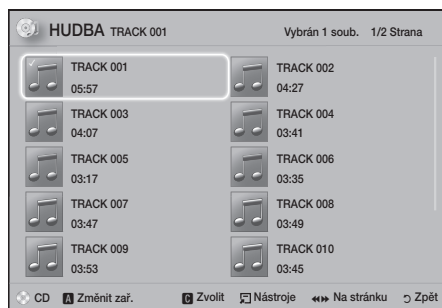 HUDBA TRACK 001 Vybrán 1 soub. 1/2 Strana
TRACK 001 TRACK 002
05:57 04:27
TRACK 003 TRACK 004
04:07 03:41
TRACK 005 TRACK 006
03:17 03:35
TRACK 007 TRACK 008
03:47 03:49
TRACK 009 TRACK 010
03:53 03:45
CD A Změnit zař. C Zvolit Nástroje Na stránku Zpět